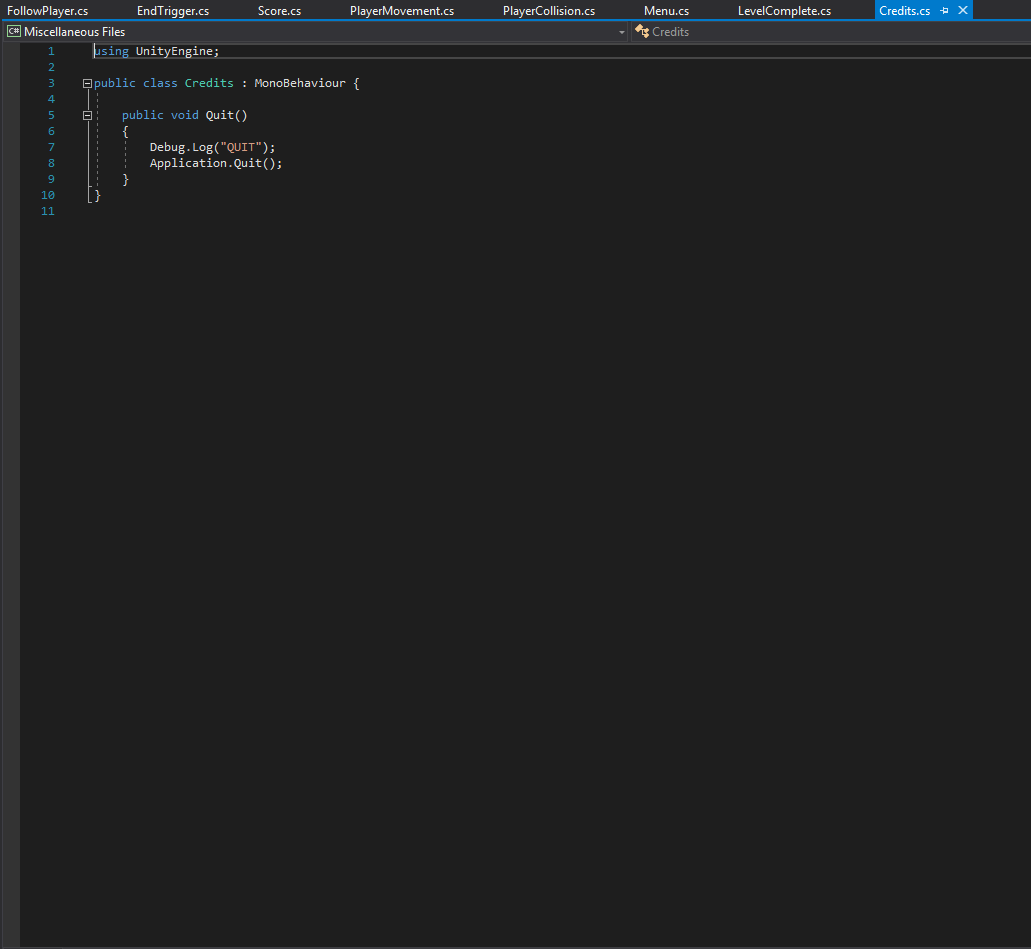 FollowPlayer.cs EndTrigger.cs Score.cs PlayerMovement.cs PlayerCollision.cs Menu.cs LevelComplete.cs Credits.cs
C# Miscellaneous Files Credits
1 using UnityEngine;
2
3 public class Credits : MonoBehaviour {
4
5 public void Quit()
6 {
7 Debug.Log("QUIT");
8 Application.Quit();
9 }
10 }
11